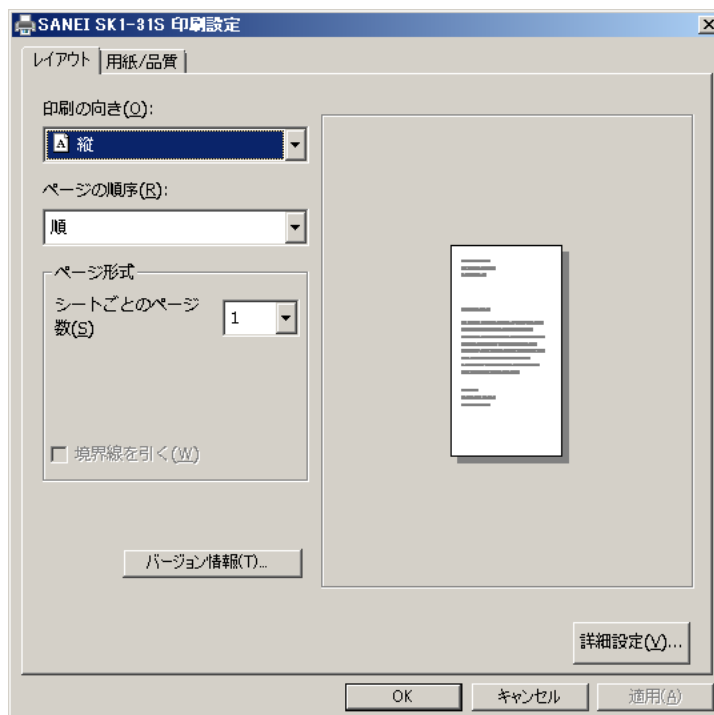 SANEI SK1-31S 印刷設定
レイアウト 用紙/品質
印刷の向き(O):
縦
ページの順序(R):
順
ページ形式
シートごとのページ
数(S)
1
境界線を引く(W)
バージョン情報(T)...
詳細設定(V)...
OK キャンセル 適用(A)